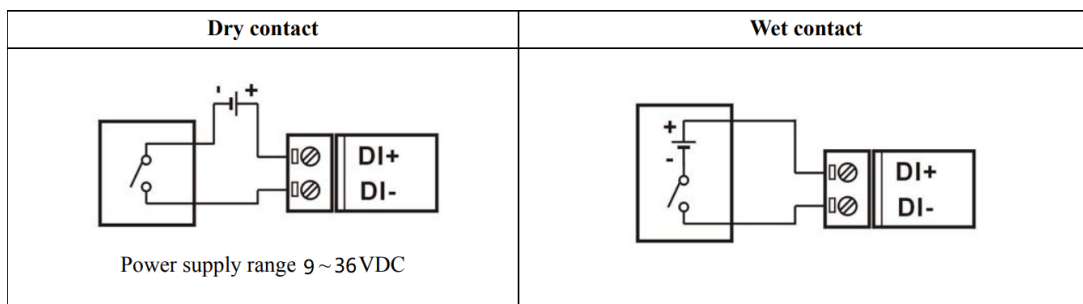 Dry contact
Wet contact
- +
DI+
DI-
Power supply range 9~36VDC
+
-
DI+
DI-